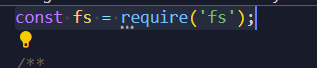 const fs = require('fs');
/**